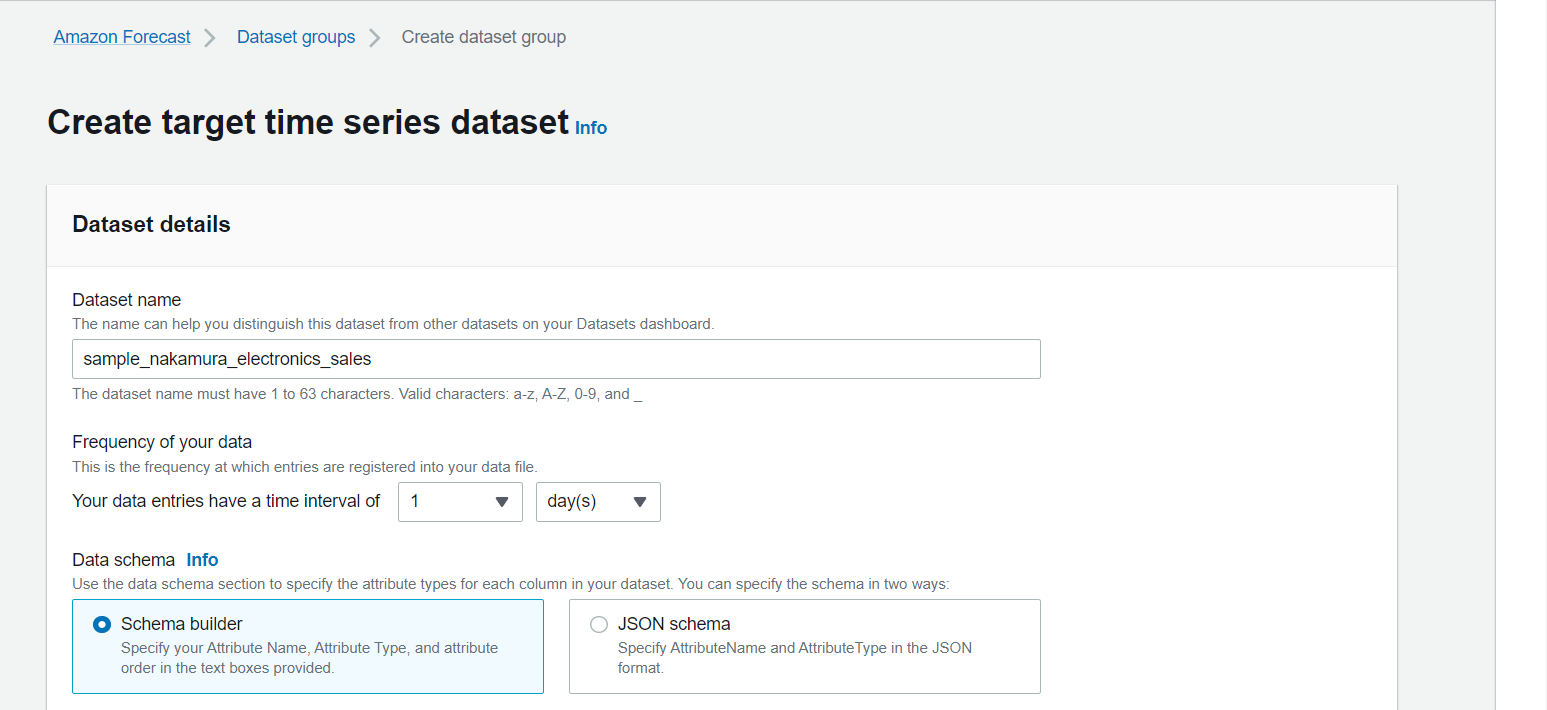 Amazon Forecast Dataset groups Create dataset group
Create target time series dataset Info
Dataset details
Dataset name
The name can help you distinguish this dataset from other datasets on your Datasets dashboard.
sample_nakamura_electronics_sales
The dataset name must have 1 to 63 characters. Valid characters: a-z, A-Z, 0-9, and _
Frequency of your data
This is the frequency at which entries are registered into your data file.
Your data entries have a time interval of 1 day(s)
Data schema Info
Use the data schema section to specify the attribute types for each column in your dataset. You can specify the schema in two ways:
Schema builder
Specify your Attribute Name, Attribute Type, and attribute
order in the text boxes provided.
JSON schema
Specify AttributeName and AttributeType in the JSON
format.